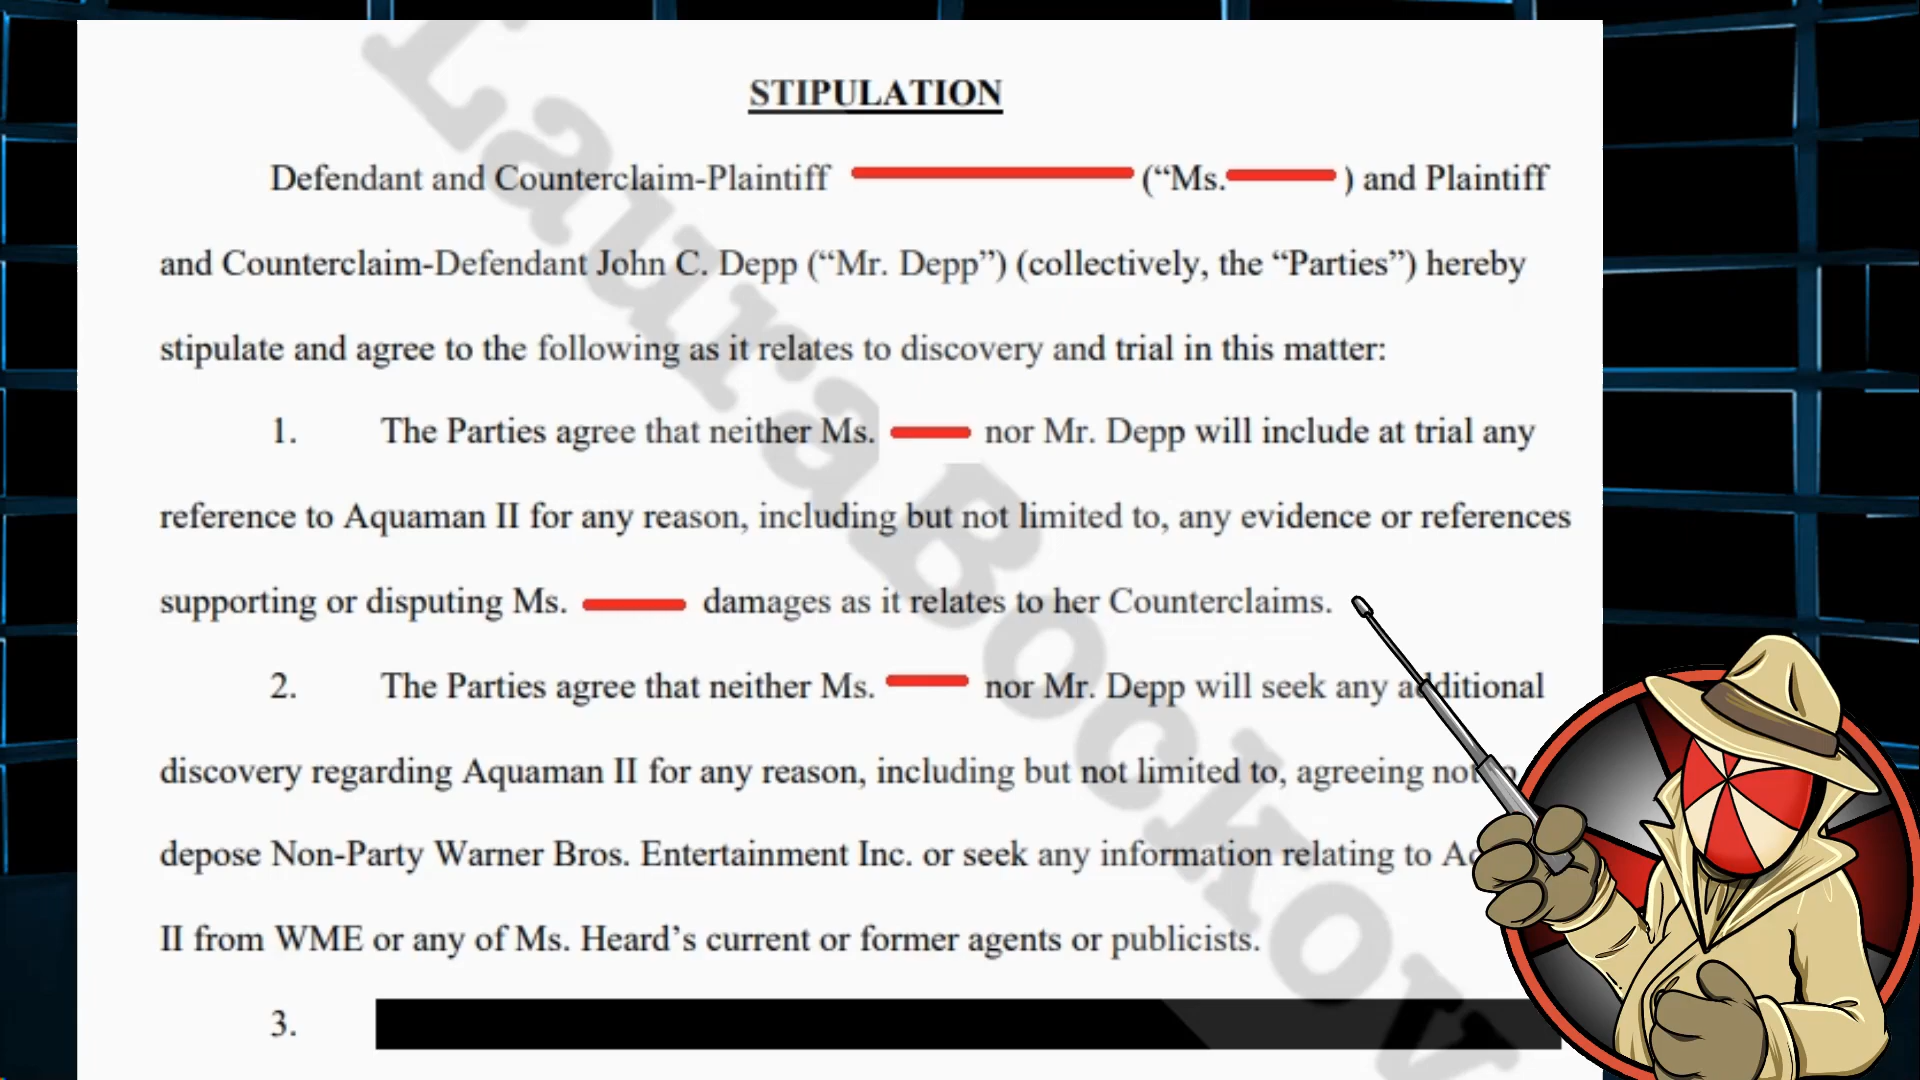 STIPULATION
Defendant and Counterclaim-Plaintiff (“Ms. ) and Plaintiff
and Counterclaim-Defendant John C. Depp (“Mr. Depp”) (collectively, the “Parties”) hereby
stipulate and agree to the following as it relates to discovery and trial in this matter:
1. The Parties agree that neither Ms. nor Mr. Depp will include at trial any
reference to Aquaman II for any reason, including but not limited to, any evidence or references
supporting or disputing Ms. damages as it relates to her Counterclaims.
2. The Parties agree that neither Ms. nor Mr. Depp will seek any additional
discovery regarding Aquaman II for any reason, including but not limited to, agreeing not
depose Non-Party Warner Bros. Entertainment Inc. or seek any information relating to
II from WME or any of Ms. Heard’s current or former agents or publicists.
3.
LauraBockov